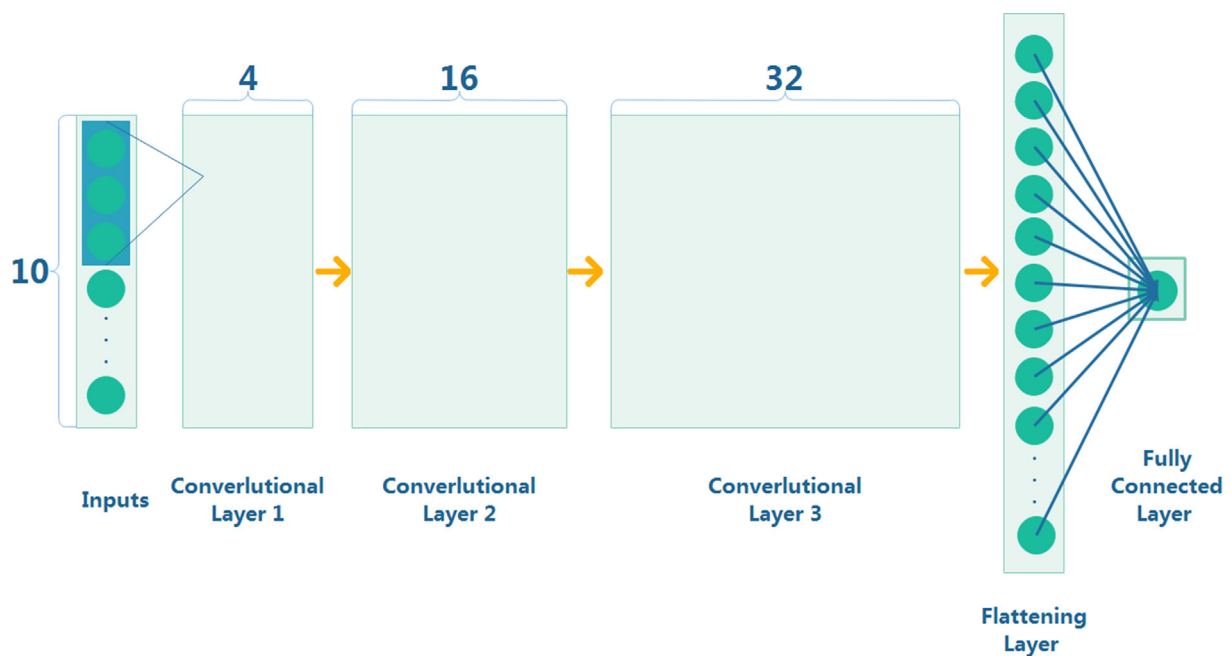 4
16
32
10
Inputs
Converlutional
Layer 1
Converlutional
Layer 2
Converlutional
Layer 3
Flattening
Layer
Fully
Connected
Layer